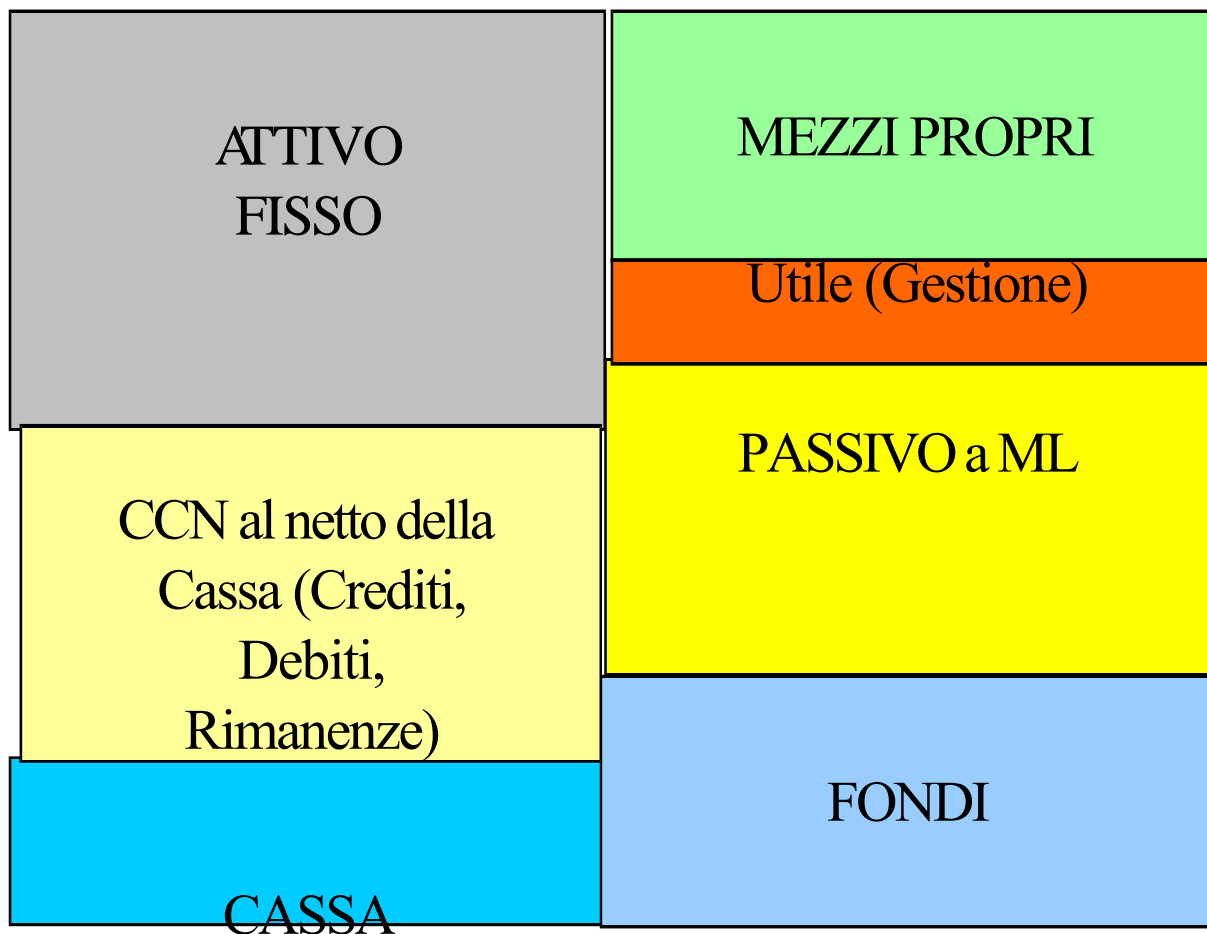 ATTIVO
FISSO
CCN al netto della
Cassa (Crediti,
Debiti,
Rimanenze)
CASSA
MEZZI PROPRI
Utile (Gestione)
PASSIVO a ML
FONDI